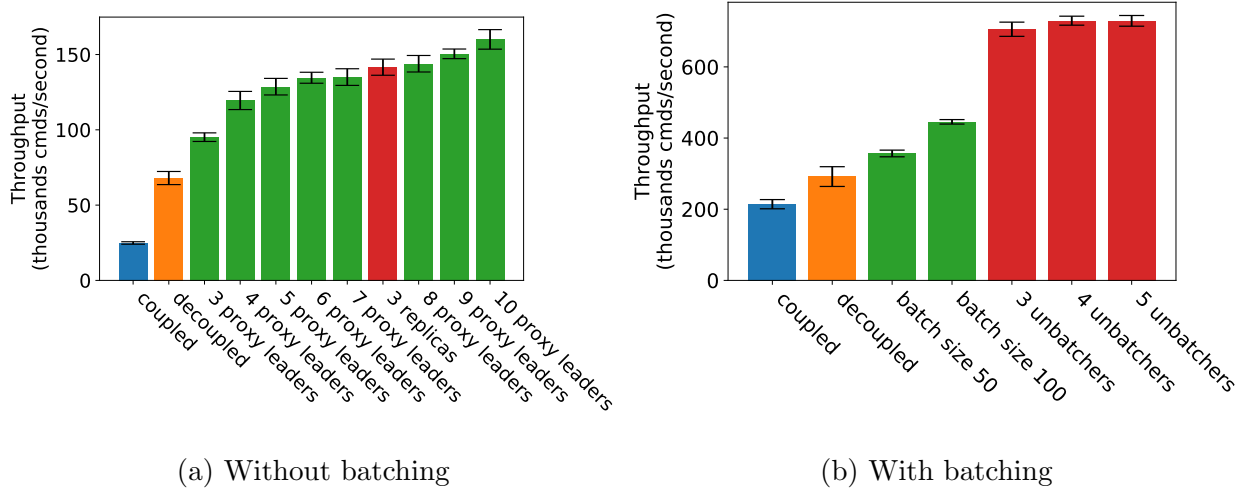 Throughput
(thousands cmds/second)
150
100
50
0
coupled
decoupled
3 proxy leaders
4 proxy leaders
5 proxy leaders
6 proxy leaders
7 proxy leaders
3 replicas
8 proxy leaders
9 proxy leaders
10 proxy leaders
(a) Without batching
Throughput
(thousands cmds/second)
600
400
200
0
coupled
decoupled
batch size 50
batch size 100
3 unbatchers
4 unbatchers
5 unbatchers
(b) With batching